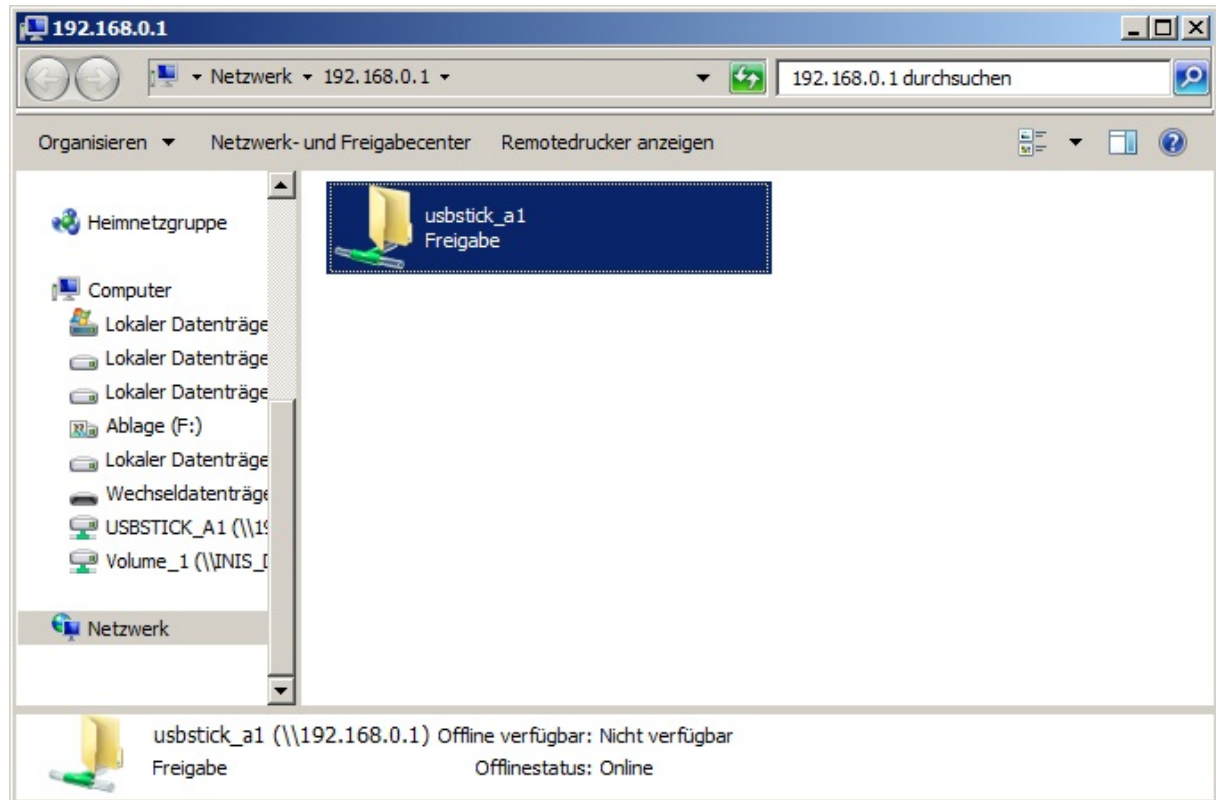 192.168.0.1
Netzwerk 192.168.0.1
192.168.0.1 durchsuchen
Organisieren Netzwerk- und Freigabecenter Remotedrucker anzeigen
Heimnetzgruppe
Computer
Lokaler Datenträge
Lokaler Datenträge
Lokaler Datenträge
Ablage (F:)
Lokaler Datenträge
Wechseldatenträge
USBSTICK_A1 (\\19
Volume_1 (\\INIS_D
Netzwerk
usbstick_a1
Freigabe
usbstick_a1 (\\192.168.0.1) Offline verfügbar: Nicht verfügbar
Freigabe Offlinestatus: Online